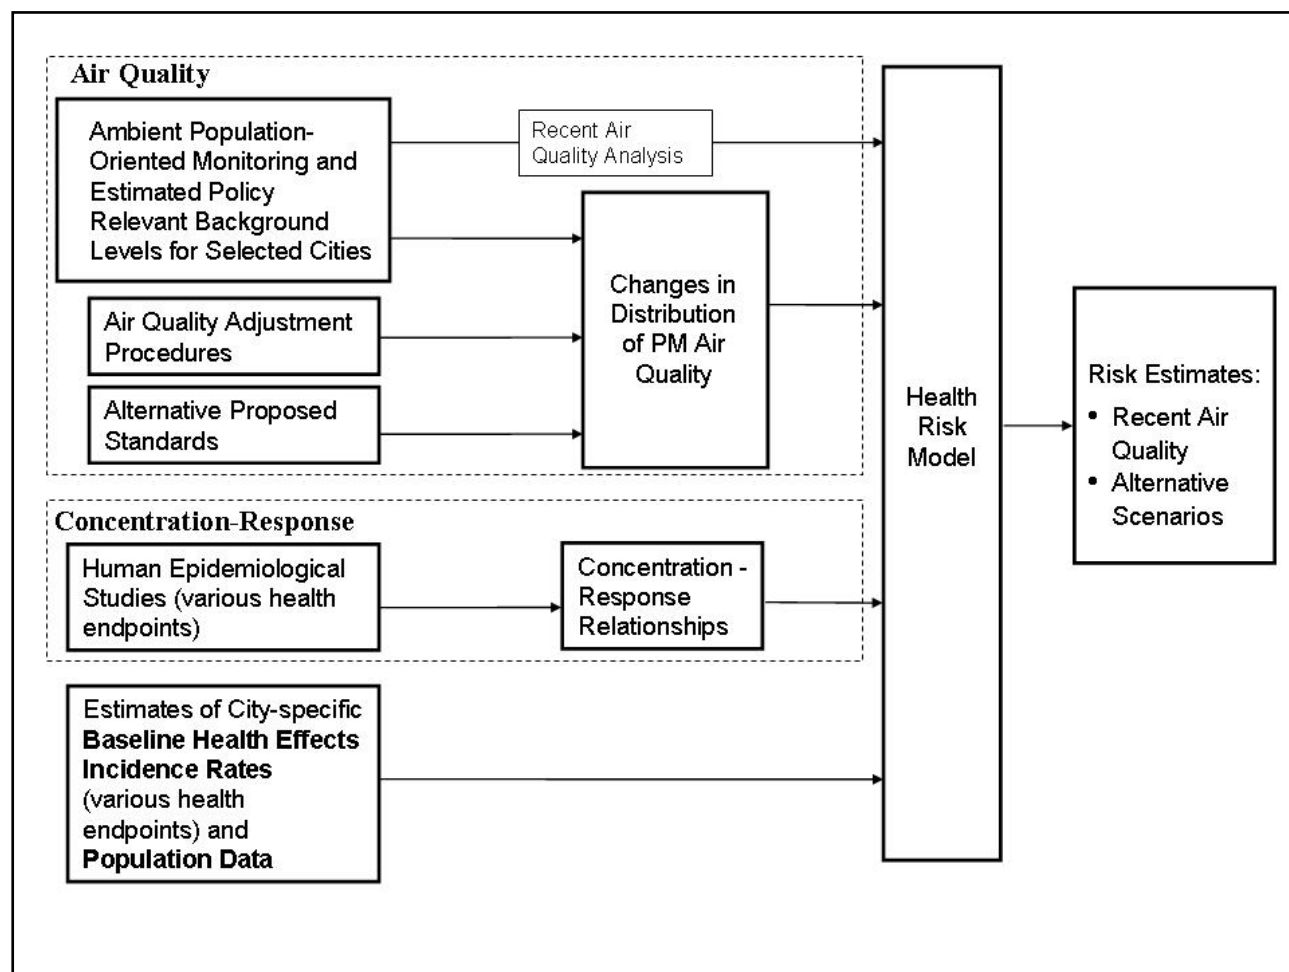 Air Quality
Ambient Population-
Oriented Monitoring and
Estimated Policy
Relevant Background
Levels for Selected Cities
Recent Air
Quality Analysis
Air Quality Adjustment
Procedures
Alternative Proposed
Standards
Changes in
Distribution
of PM Air
Quality
Concentration-Response
Human Epidemiological
Studies (various health
endpoints)
Concentration -
Response
Relationships
Estimates of City-specific
Baseline Health Effects
Incidence Rates
(various health
endpoints) and
Population Data
Health
Risk
Model
Risk Estimates:
• Recent Air
Quality
• Alternative
Scenarios